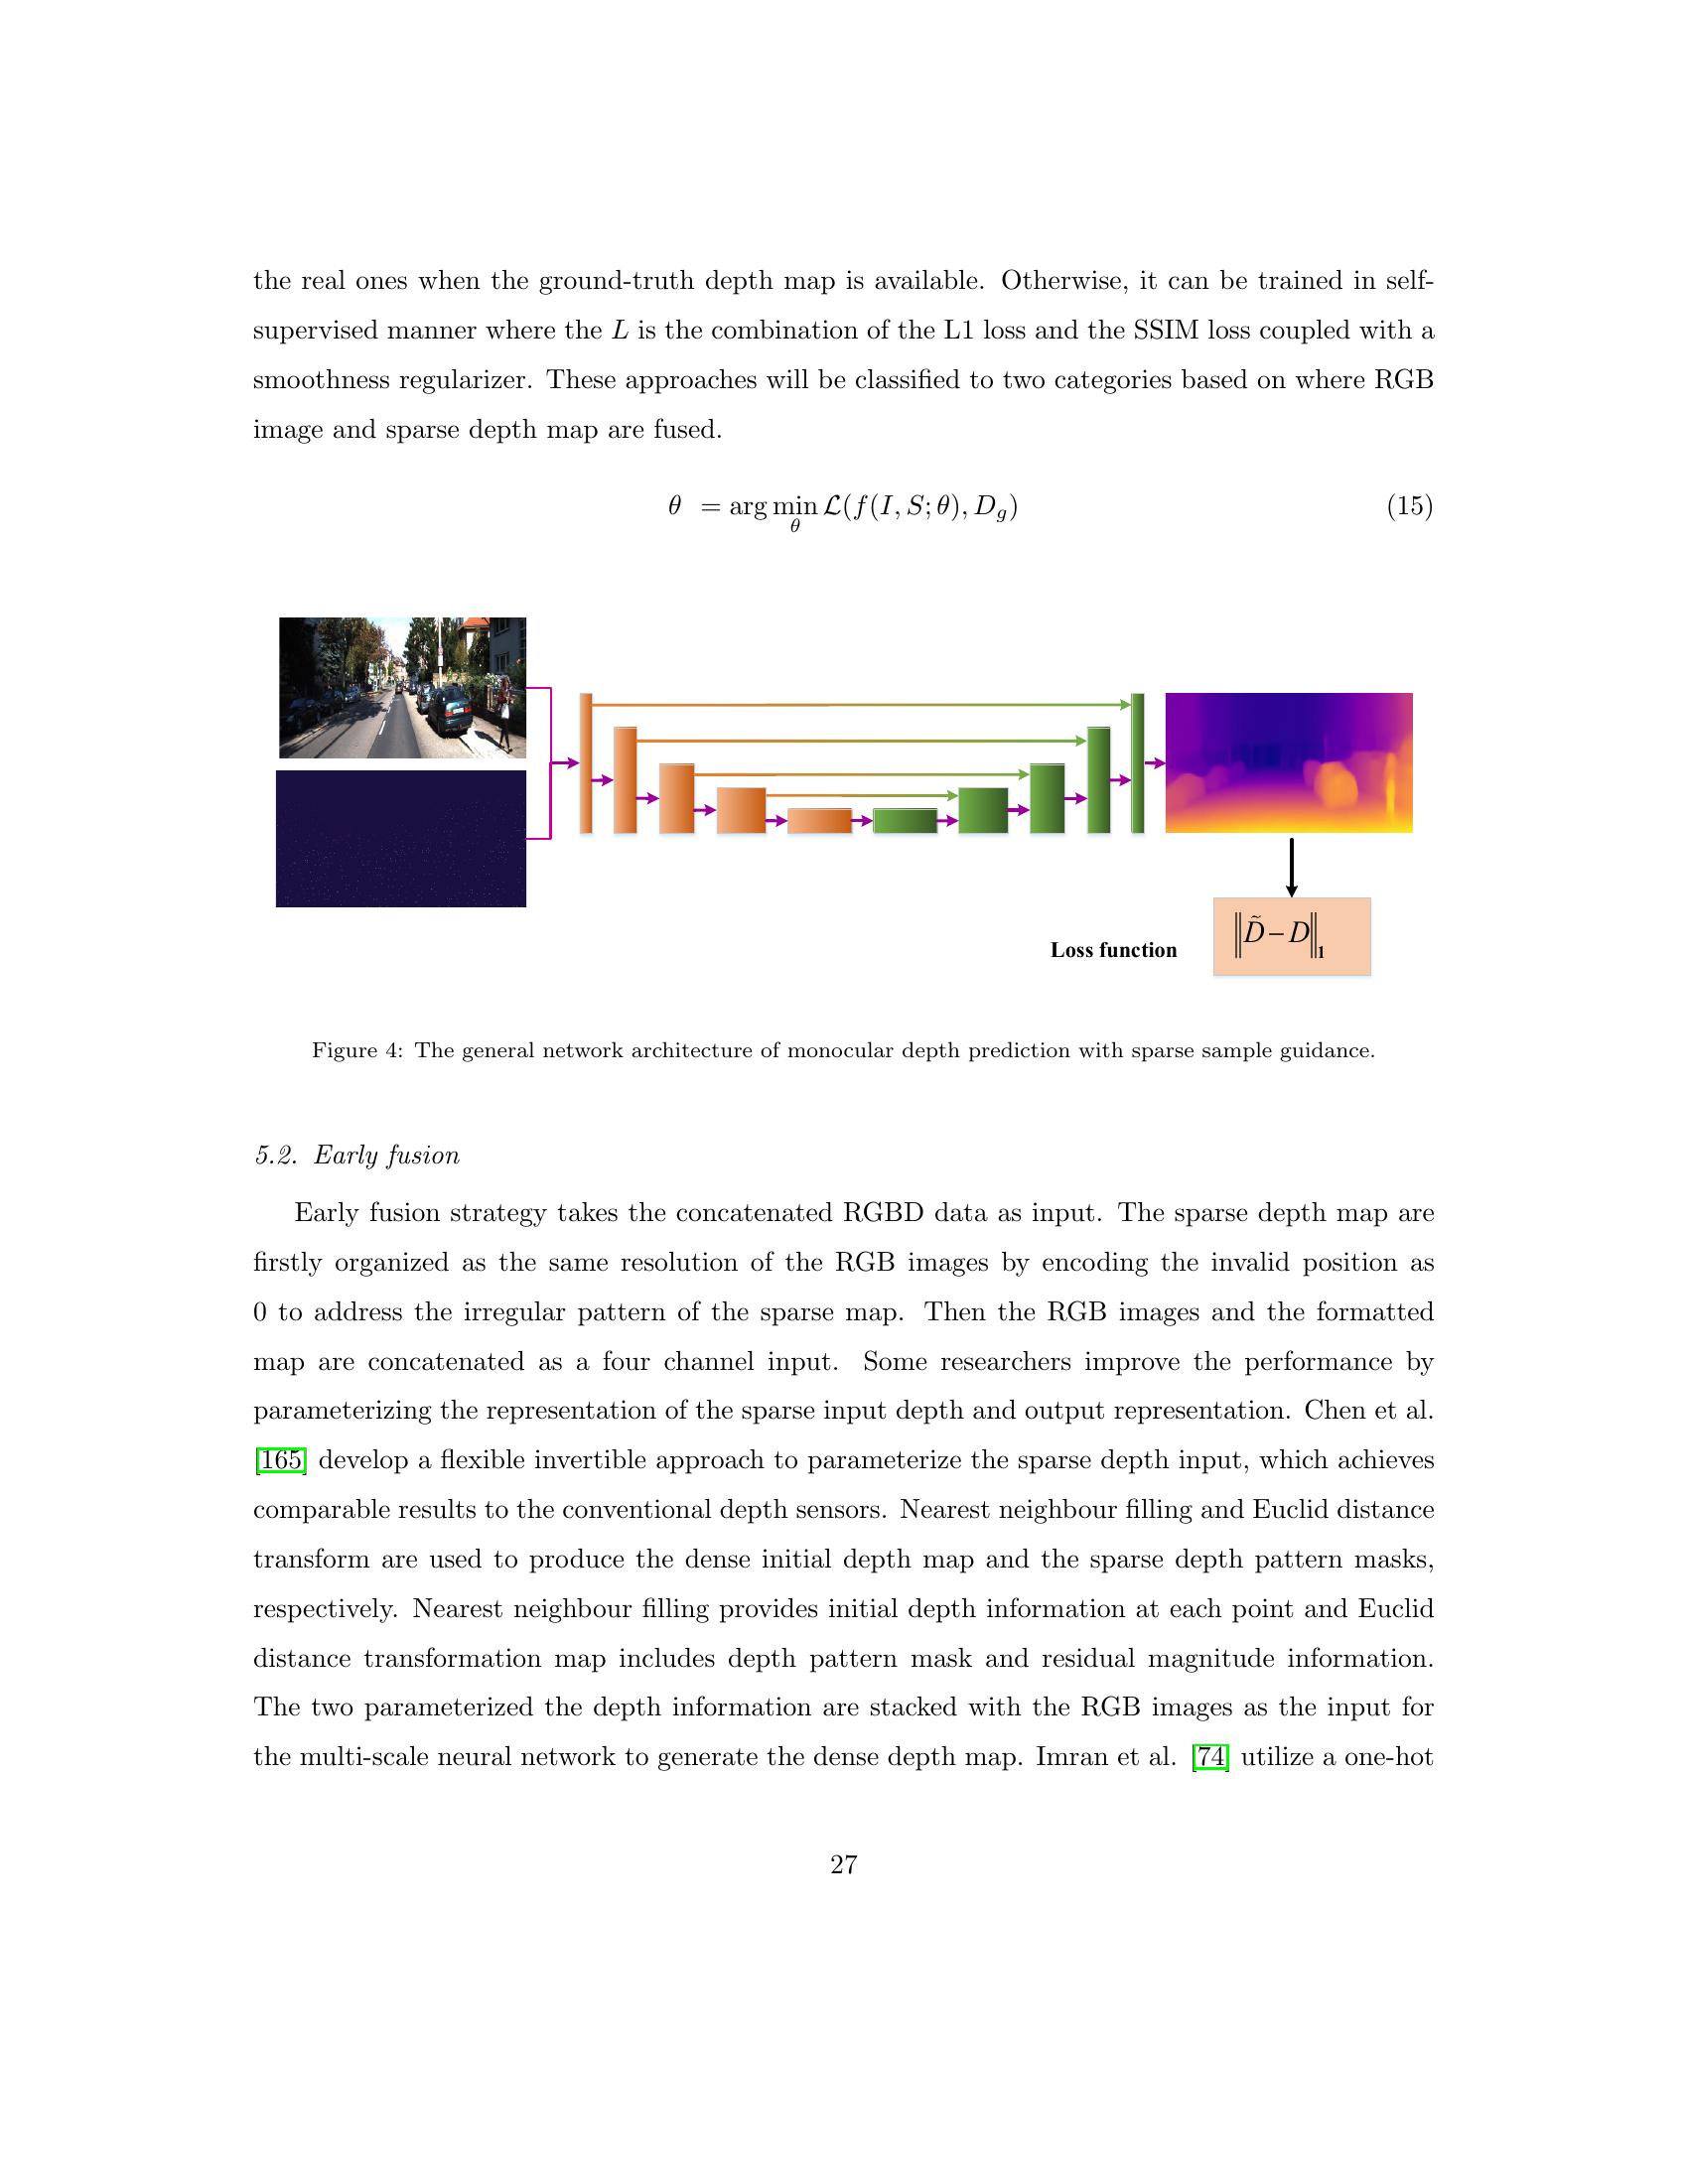 the real ones when the ground-truth depth map is available. Otherwise, it can be trained in self-
supervised manner where the L is the combination of the L1 loss and the SSIM loss coupled with a
smoothness regularizer. These approaches will be classified to two categories based on where RGB
image and sparse depth map are fused.
θ = arg min_θ ℒ(f(I, S; θ), D_g) (15)
Loss function
‖D̃ − D‖₁
Figure 4: The general network architecture of monocular depth prediction with sparse sample guidance.
5.2. Early fusion
Early fusion strategy takes the concatenated RGBD data as input. The sparse depth map are
firstly organized as the same resolution of the RGB images by encoding the invalid position as
0 to address the irregular pattern of the sparse map. Then the RGB images and the formatted
map are concatenated as a four channel input. Some researchers improve the performance by
parameterizing the representation of the sparse input depth and output representation. Chen et al.
[165] develop a flexible invertible approach to parameterize the sparse depth input, which achieves
comparable results to the conventional depth sensors. Nearest neighbour filling and Euclid distance
transform are used to produce the dense initial depth map and the sparse depth pattern masks,
respectively. Nearest neighbour filling provides initial depth information at each point and Euclid
distance transformation map includes depth pattern mask and residual magnitude information.
The two parameterized the depth information are stacked with the RGB images as the input for
the multi-scale neural network to generate the dense depth map. Imran et al. [74] utilize a one-hot
27